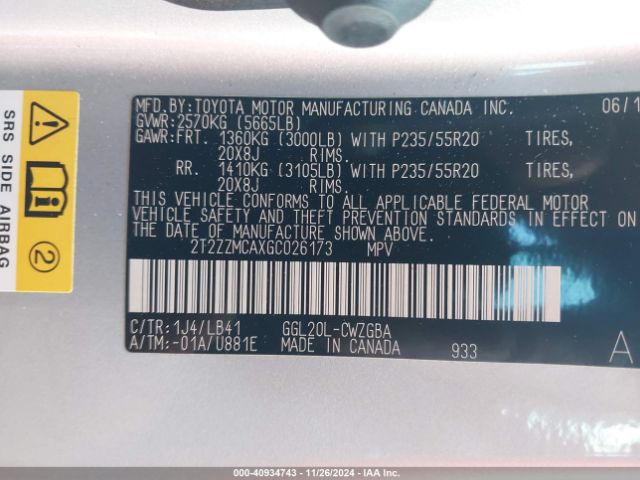 SRS SIDE AIRBAG
2
MFD.BY:TOYOTA MOTOR MANUFACTURING CANADA INC. 06/1
GVWR:2570KG (5665LB)
GAWR:FRT. 1360KG (3000LB) WITH P235/55R20 TIRES,
20X8J RIMS.
RR. 1410KG (3105LB) WITH P235/55R20 TIRES,
20X8J RIMS.
THIS VEHICLE CONFORMS TO ALL APPLICABLE FEDERAL MOTOR
VEHICLE SAFETY AND THEFT PREVENTION STANDARDS IN EFFECT ON
THE DATE OF MANUFACTURE SHOWN ABOVE.
2T2ZZMCAXGC026173 MPV
C/TR:1J4/LB41 GGL20L-CWZGBA
A/TM:-01A/U881E MADE IN CANADA 933 A
000-40934743 - 11/26/2024 - IAA Inc.